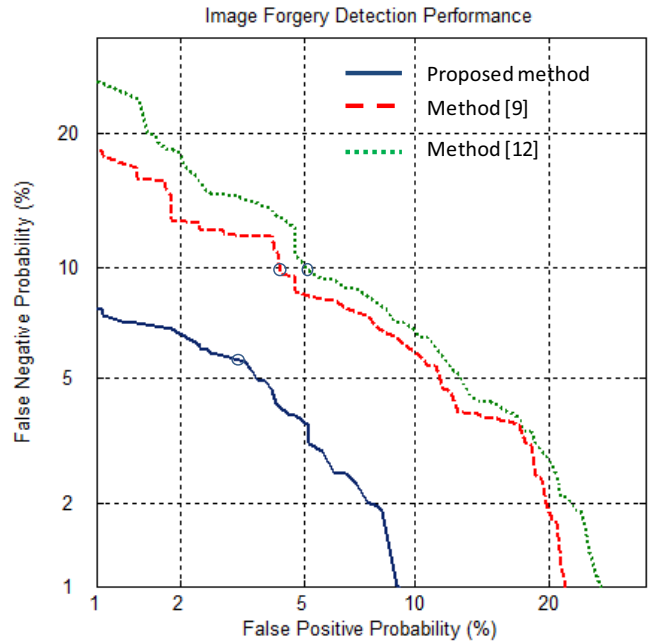 Image Forgery Detection Performance
Proposed method
Method [9]
Method [12]
False Negative Probability (%)
20
10
5
2
1
1 2 5 10 20
False Positive Probability (%)